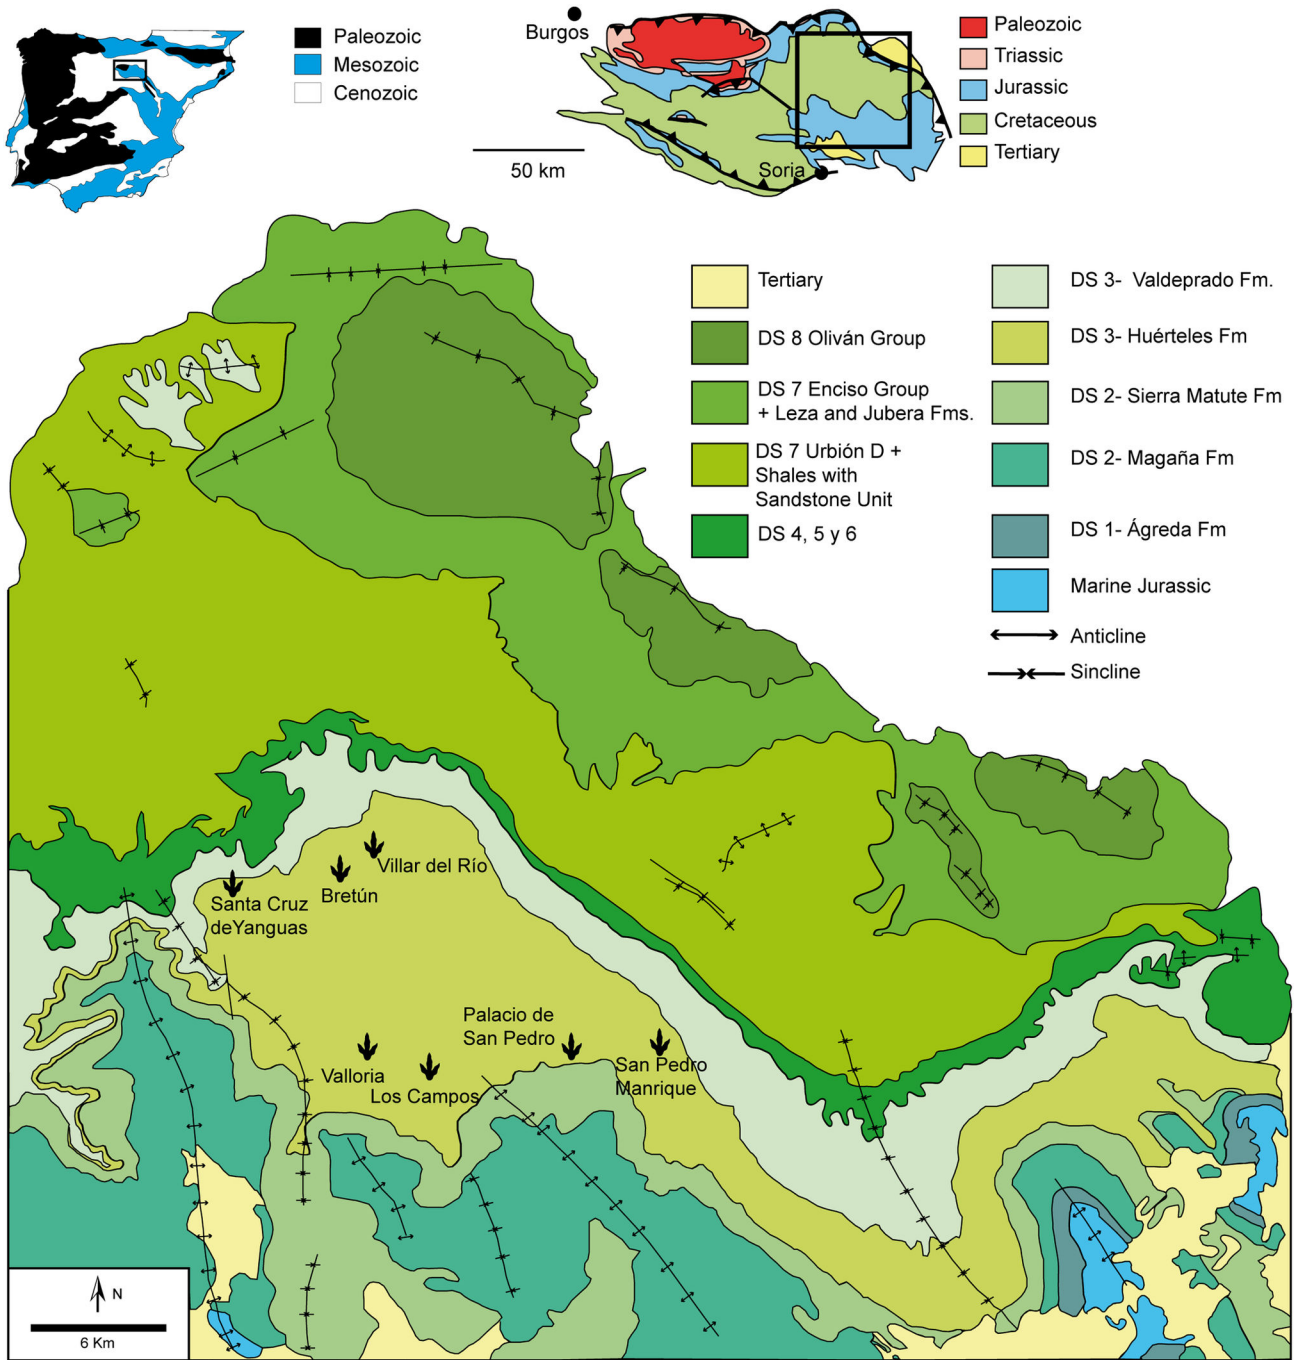 Paleozoic
Mesozoic
Cenozoic
Burgos
Soria
50 km
Paleozoic
Triassic
Jurassic
Cretaceous
Tertiary
Tertiary
DS 8 Oliván Group
DS 7 Enciso Group
+ Leza and Jubera Fms.
DS 7 Urbión D +
Shales with
Sandstone Unit
DS 4, 5 y 6
DS 3- Valdeprado Fm.
DS 3- Huérteles Fm
DS 2- Sierra Matute Fm
DS 2- Magaña Fm
DS 1- Ágreda Fm
Marine Jurassic
Anticline
Sincline
Villar del Río
Bretún
Santa Cruz
deYanguas
Palacio de
San Pedro
San Pedro
Manrique
Valloria
Los Campos
N
6 Km